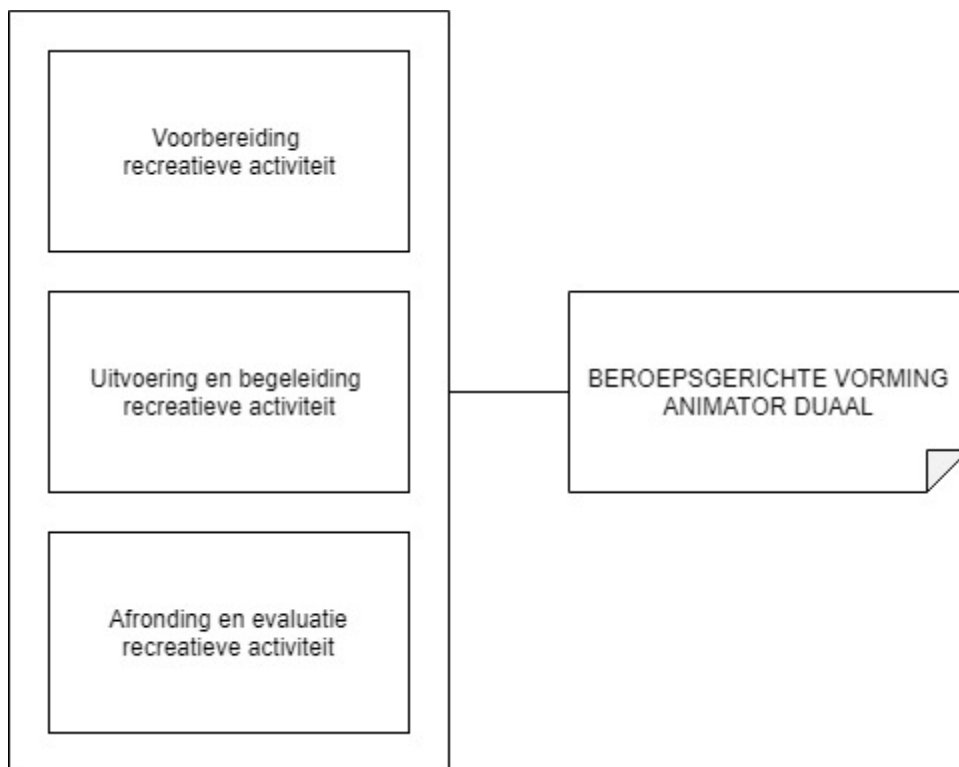 Voorbereiding
recreatieve activiteit
Uitvoering en begeleiding
recreatieve activiteit
BEROEPSGERICHTE VORMING
ANIMATOR DUAAL
Afronding en evaluatie
recreatieve activiteit